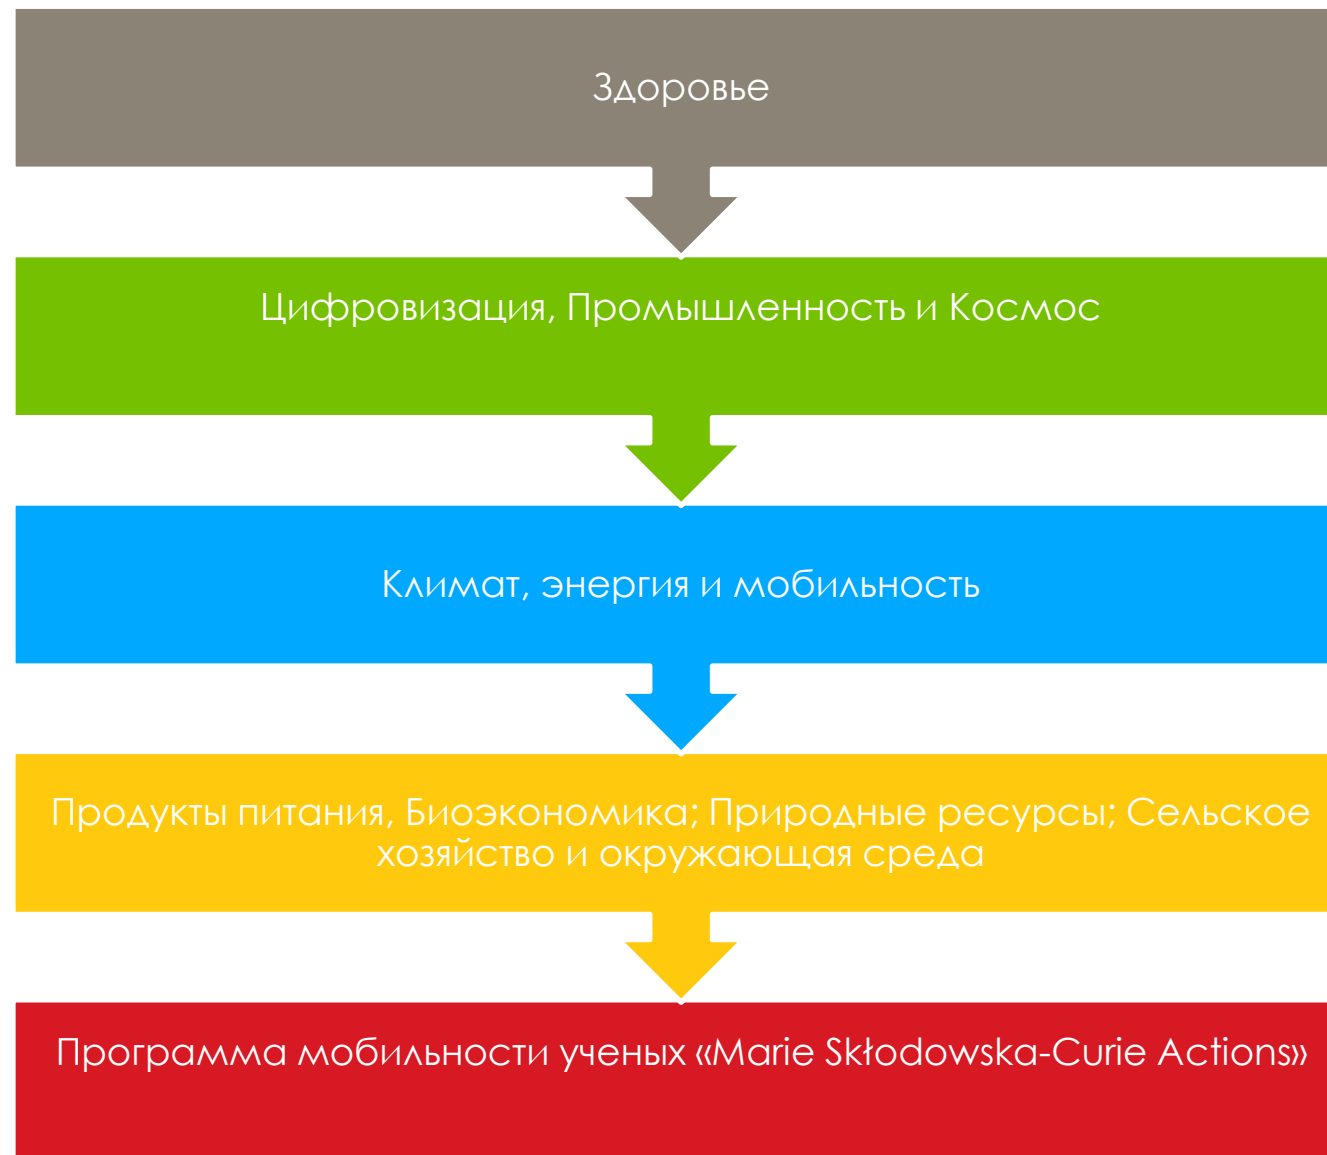 Здоровье
Цифровизация, Промышленность и Космос
Климат, энергия и мобильность
Продукты питания, Биоэкономика; Природные ресурсы; Сельское
хозяйство и окружающая среда
Программа мобильности ученых «Marie Skłodowska-Curie Actions»